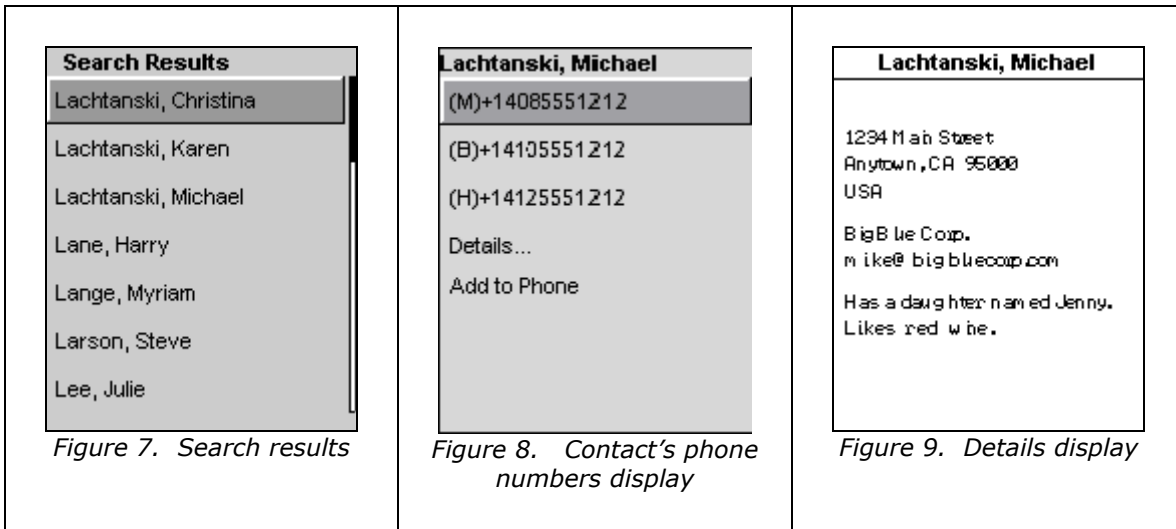 Search Results
Lachtanski, Christina
Lachtanski, Karen
Lachtanski, Michael
Lane, Harry
Lange, Myriam
Larson, Steve
Lee, Julie
Figure 7. Search results
Lachtanski, Michael
(M)+14085551212
(B)+14105551212
(H)+14125551212
Details...
Add to Phone
Figure 8. Contact's phone
numbers display
Lachtanski, Michael
1234 Main Street
Anytown, CA 95000
USA
BigBlue Corp.
mike@bigbluecorp.com
Has a daughter named Jenny.
Likes red wine.
Figure 9. Details display